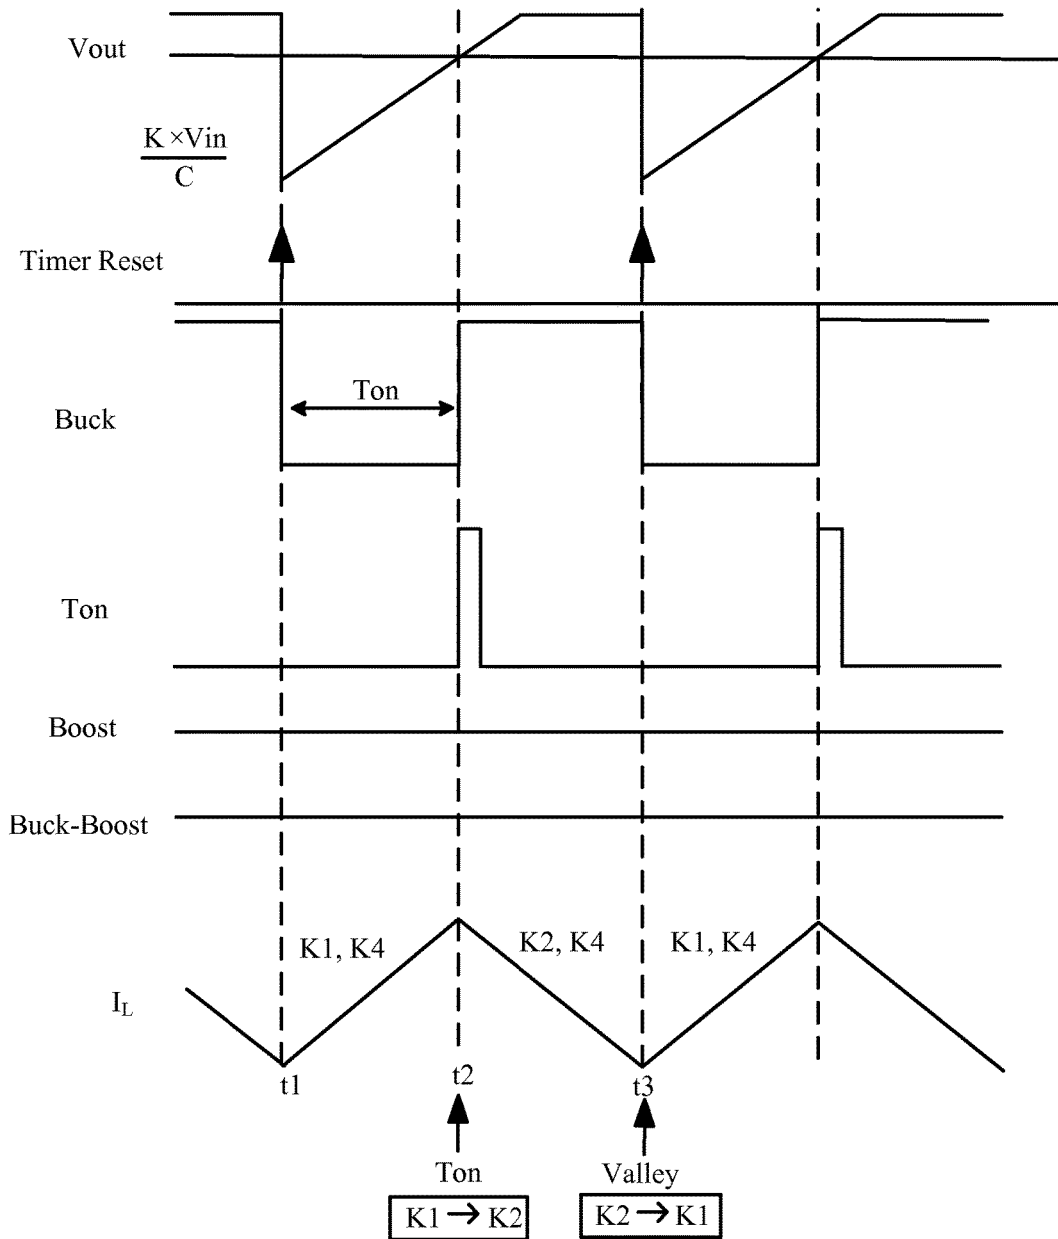 Vout
K ×Vin
C
Timer Reset
Ton
Buck
Ton
Boost
Buck-Boost
K1, K4
K2, K4
K1, K4
I_L
t1
t2
t3
Ton
Valley
K1 → K2
K2 → K1